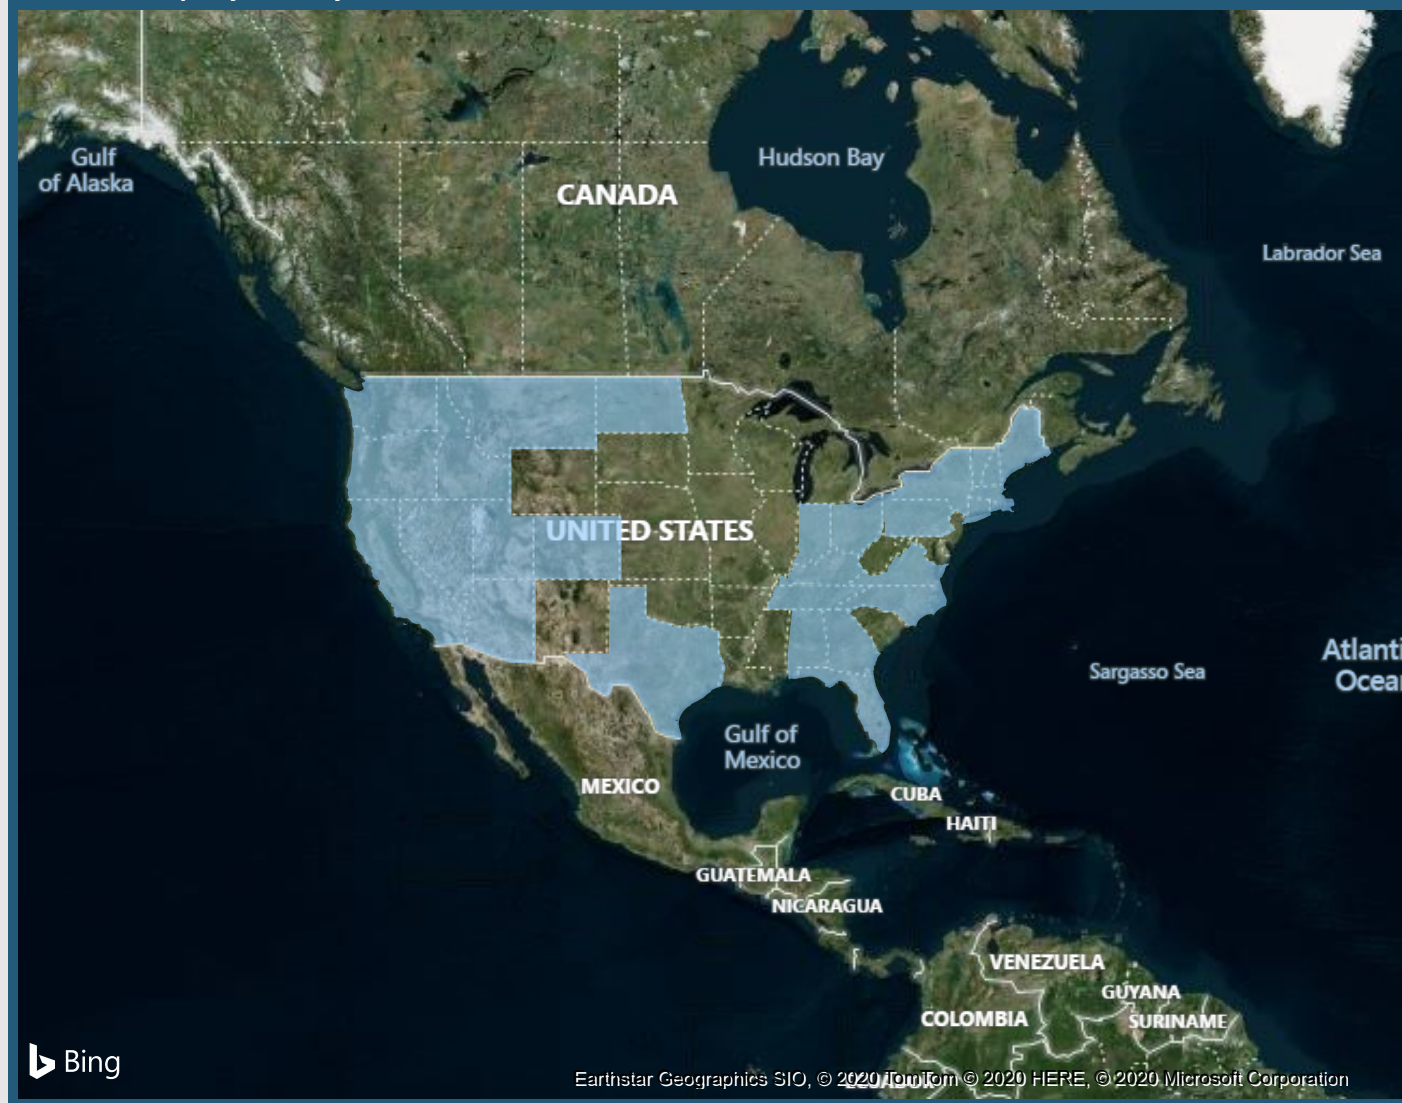 Gulf
of Alaska
Hudson Bay
CANADA
Labrador Sea
UNITED STATES
Atlanti
Ocea
Sargasso Sea
Gulf of
Mexico
MEXICO
CUBA
HAITI
GUATEMALA
NICARAGUA
VENEZUELA
GUYANA
COLOMBIA
SURINAME
Bing
ECUADOR
Earthstar Geographics SIO, © 2020 TomTom © 2020 HERE, © 2020 Microsoft Corporation